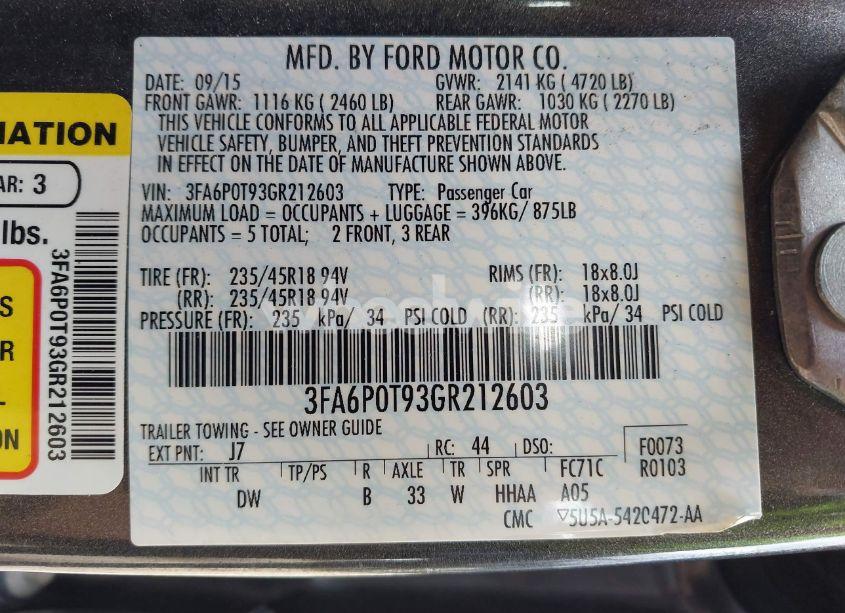 MFD. BY FORD MOTOR CO.
DATE: 09/15 GVWR: 2141 KG ( 4720 LB)
FRONT GAWR: 1116 KG ( 2460 LB) REAR GAWR: 1030 KG ( 2270 LB)
THIS VEHICLE CONFORMS TO ALL APPLICABLE FEDERAL MOTOR
VEHICLE SAFETY, BUMPER, AND THEFT PREVENTION STANDARDS
IN EFFECT ON THE DATE OF MANUFACTURE SHOWN ABOVE.
VIN: 3FA6P0T93GR212603 TYPE: Passenger Car
MAXIMUM LOAD = OCCUPANTS + LUGGAGE = 396KG/ 875LB
OCCUPANTS = 5 TOTAL; 2 FRONT, 3 REAR
TIRE (FR): 235/45R18 94V RIMS (FR): 18x8.0J
(RR): 235/45R18 94V (RR): 18x8.0J
PRESSURE (FR): 235 kPa/ 34 PSI COLD (RR): 235 kPa/ 34 PSI COLD
3FA6P0T93GR212603
TRAILER TOWING - SEE OWNER GUIDE
EXT PNT: J7 RC: 44 DSO: F0073
R0103
INT TR TP/PS R AXLE TR SPR FC71C
DW B 33 W HHAA A05
CMC ▽5U5A-5420472-AA
MATION
AR: 3
lbs.
3FA6P0T93GR212603
S
R
L
ON